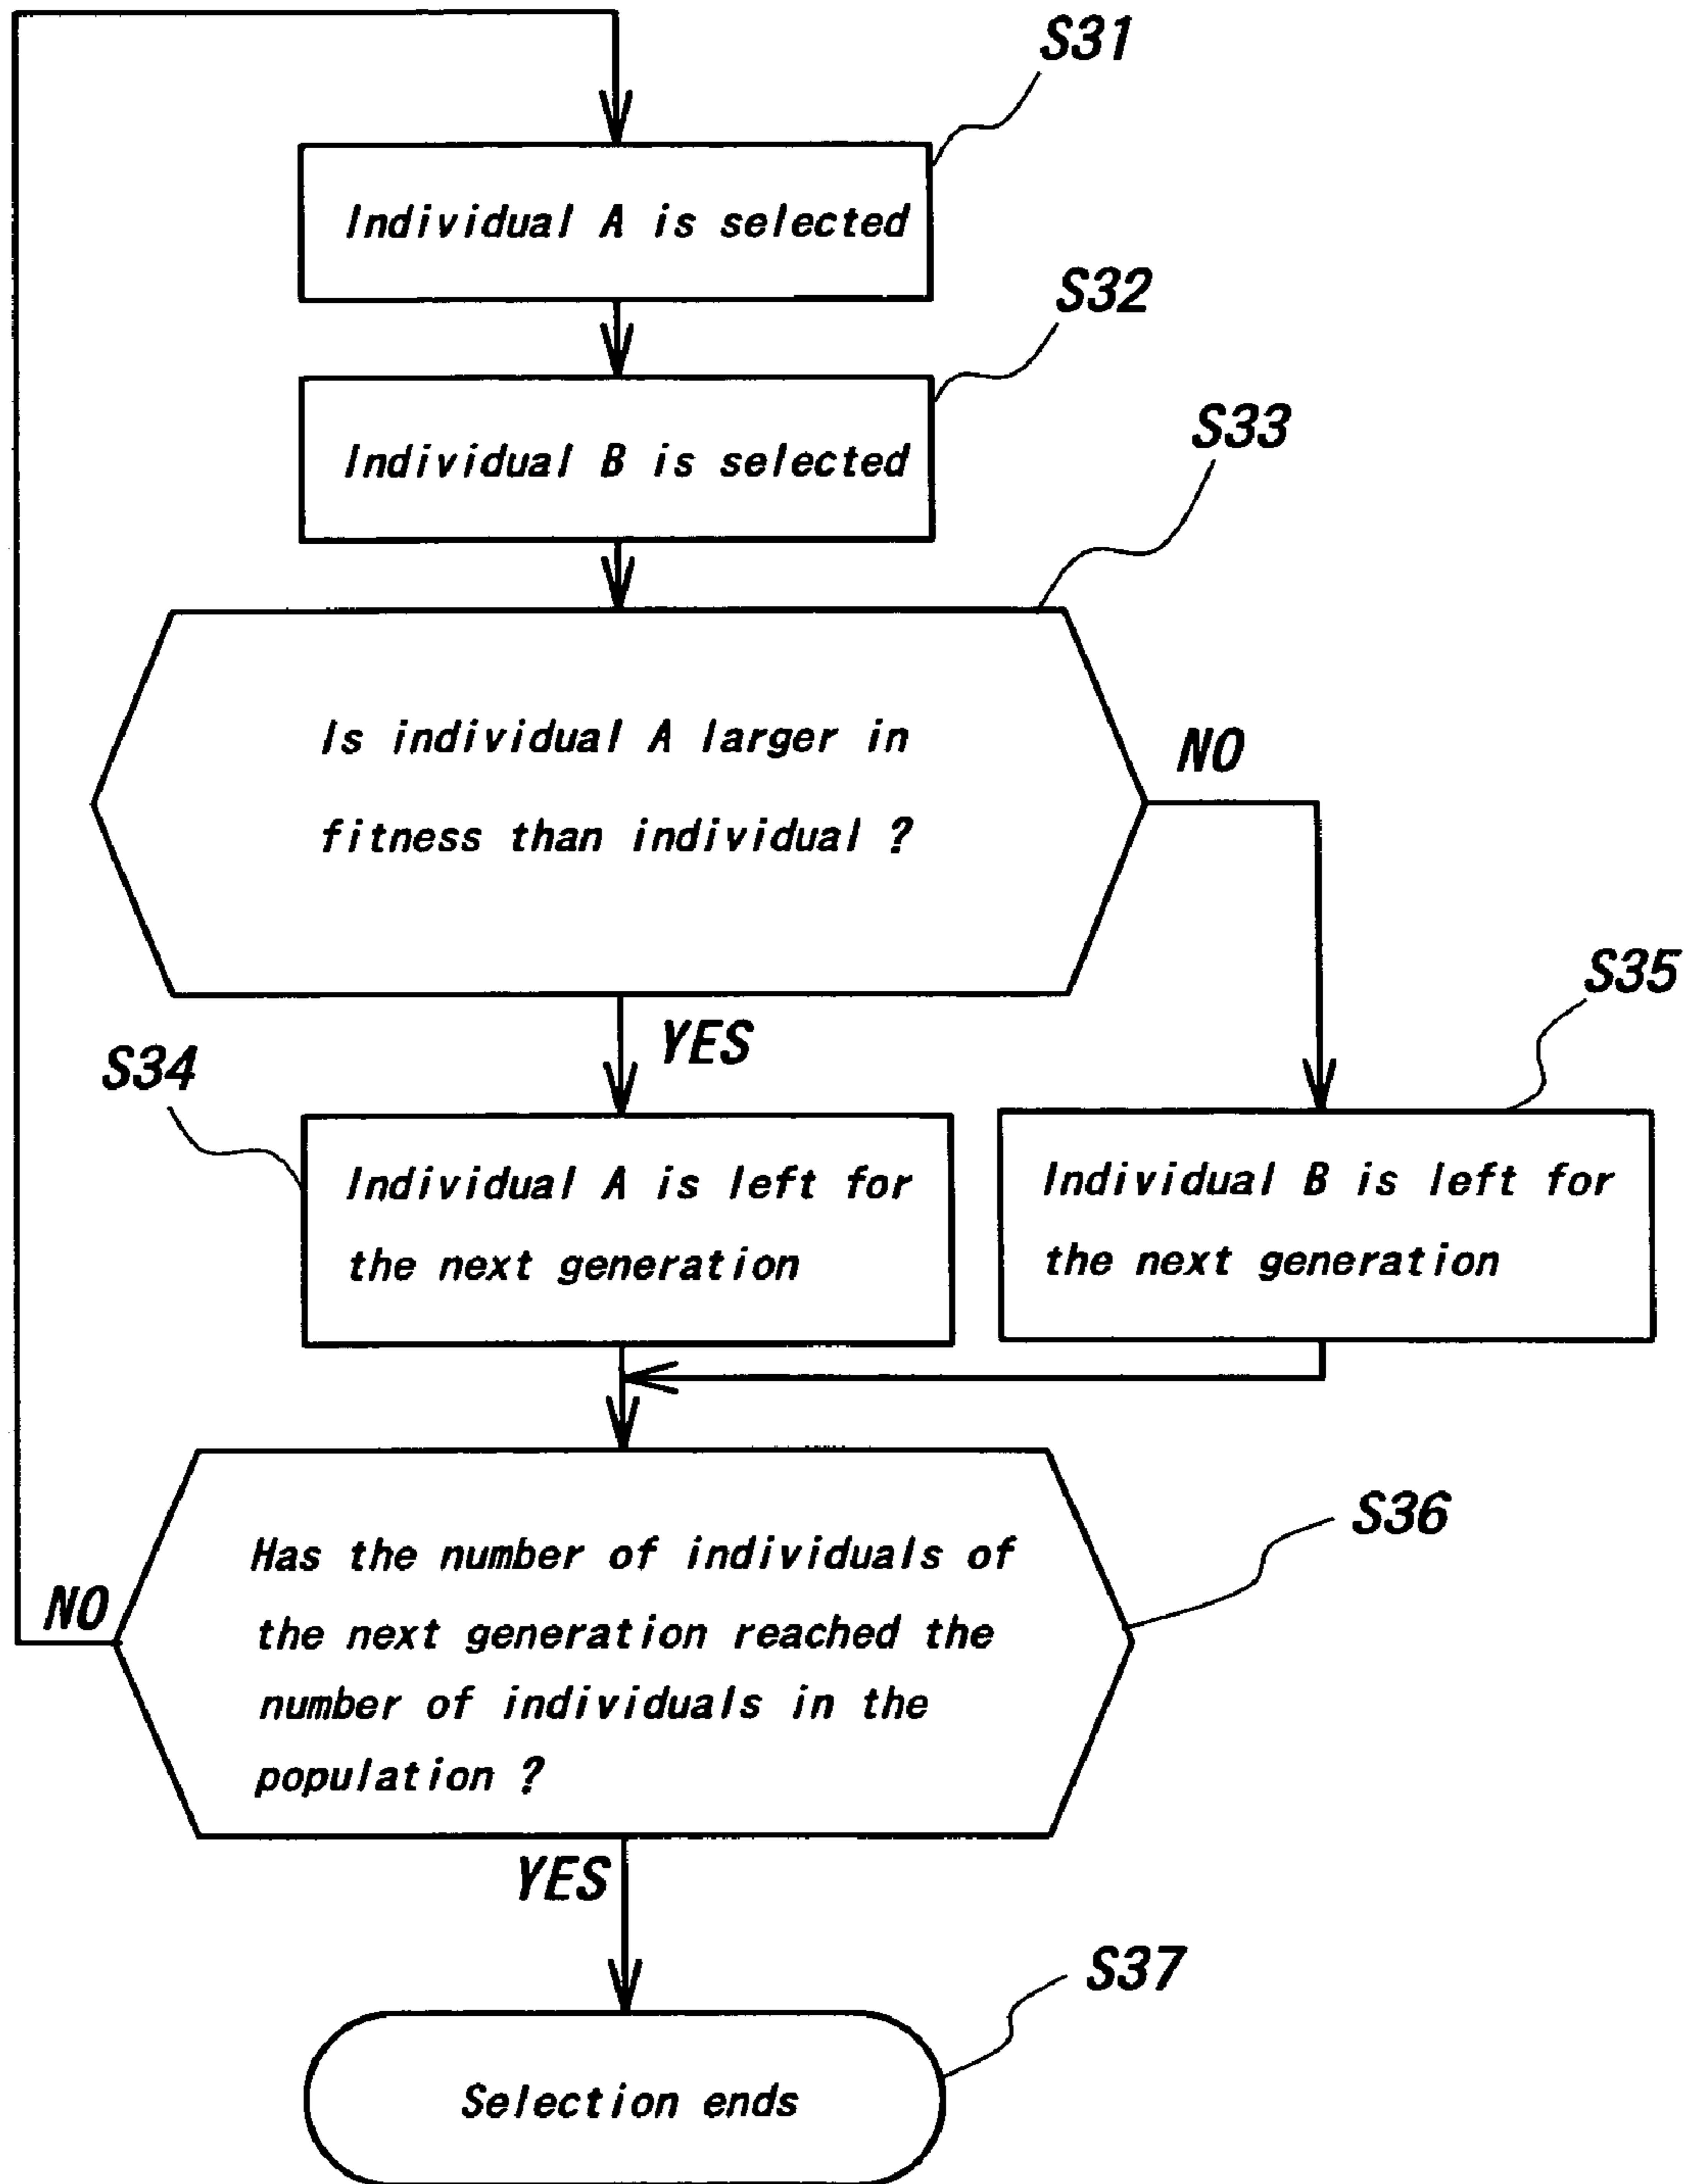 S31
Individual A is selected
S32
Individual B is selected
S33
Is individual A larger in
fitness than individual ?
NO
YES
S34
Individual A is left for
the next generation
S35
Individual B is left for
the next generation
S36
Has the number of individuals of
the next generation reached the
number of individuals in the
population ?
NO
YES
S37
Selection ends